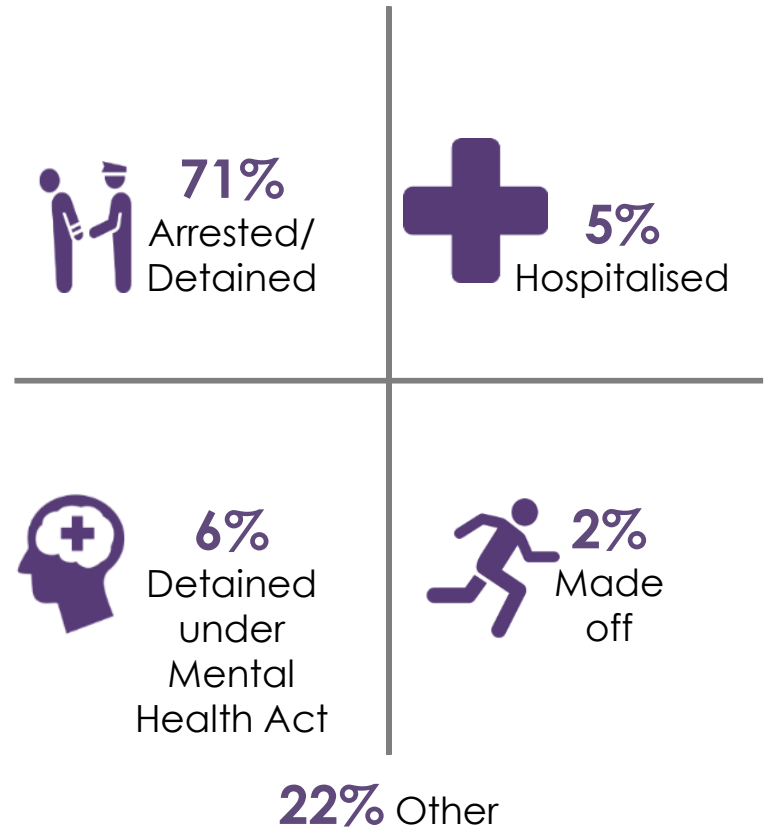 71%
Arrested/
Detained
5%
Hospitalised
6%
Detained
under
Mental
Health Act
2%
Made
off
22% Other